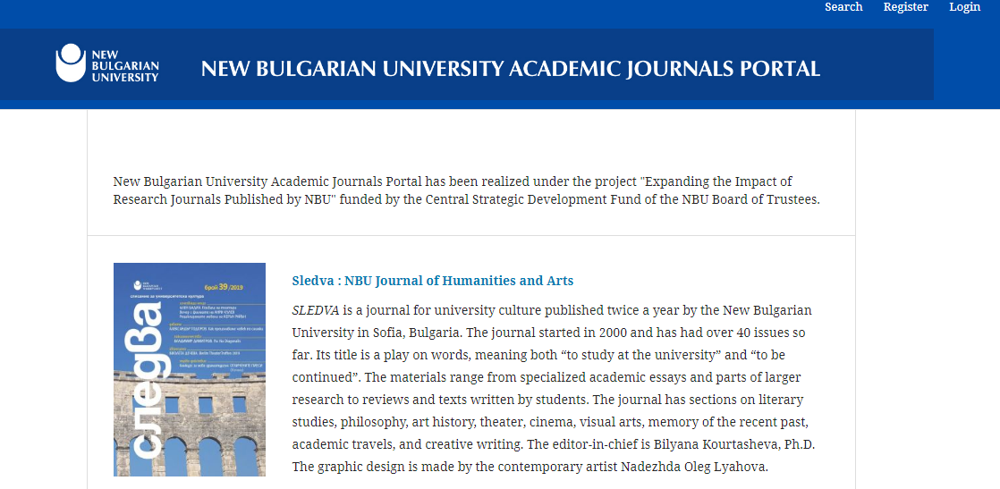 Search Register Login
NEW
BULGARIAN
UNIVERSITY
NEW BULGARIAN UNIVERSITY ACADEMIC JOURNALS PORTAL
New Bulgarian University Academic Journals Portal has been realized under the project "Expanding the Impact of
Research Journals Published by NBU" funded by the Central Strategic Development Fund of the NBU Board of Trustees.
брой 39/2019
списание за университетска култура
следва
Sledva : NBU Journal of Humanities and Arts
SLEDVA is a journal for university culture published twice a year by the New Bulgarian
University in Sofia, Bulgaria. The journal started in 2000 and has had over 40 issues so
far. Its title is a play on words, meaning both “to study at the university” and “to be
continued”. The materials range from specialized academic essays and parts of larger
research to reviews and texts written by students. The journal has sections on literary
studies, philosophy, art history, theater, cinema, visual arts, memory of the recent past,
academic travels, and creative writing. The editor-in-chief is Bilyana Kourtasheva, Ph.D.
The graphic design is made by the contemporary artist Nadezhda Oleg Lyahova.